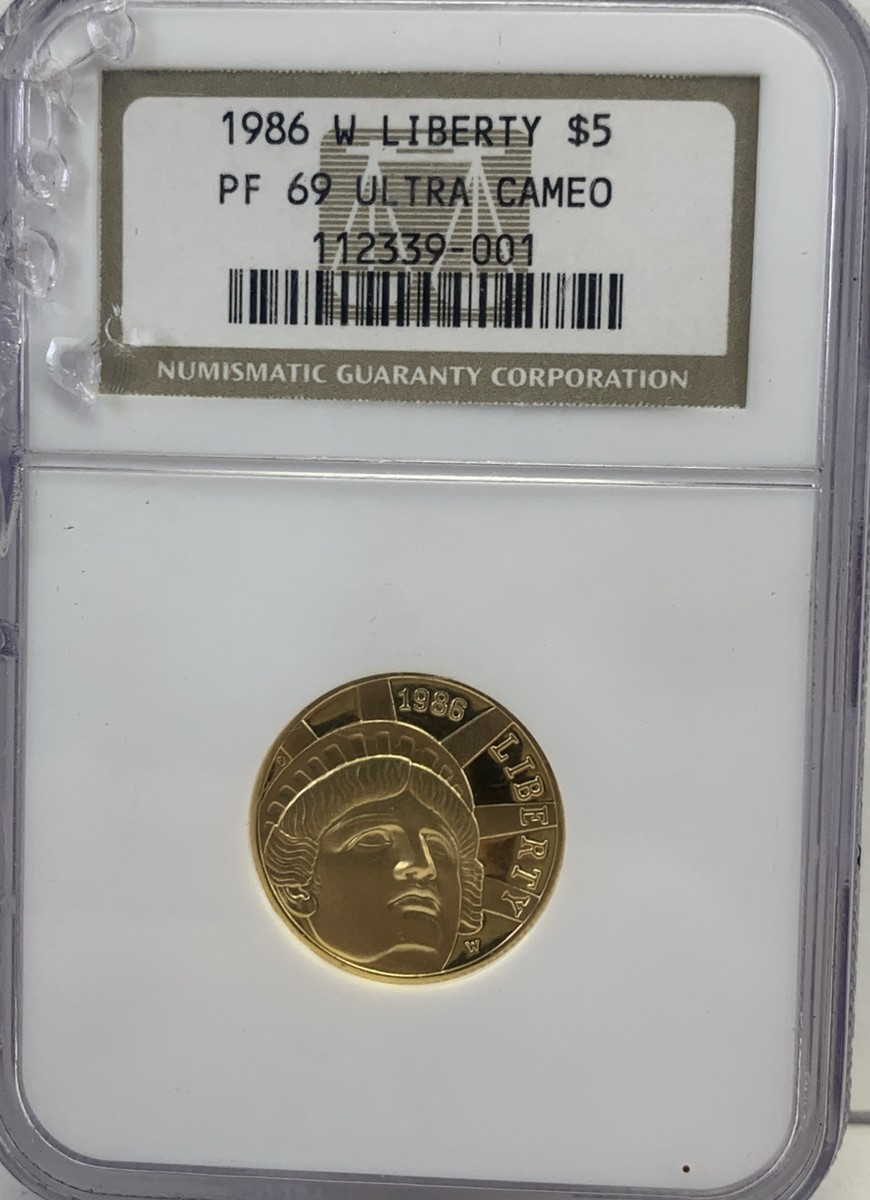 1986 W LIBERTY $5
PF 69 ULTRA CAMEO
112339-001
NUMISMATIC GUARANTY CORPORATION
1986
LIBERTY
W